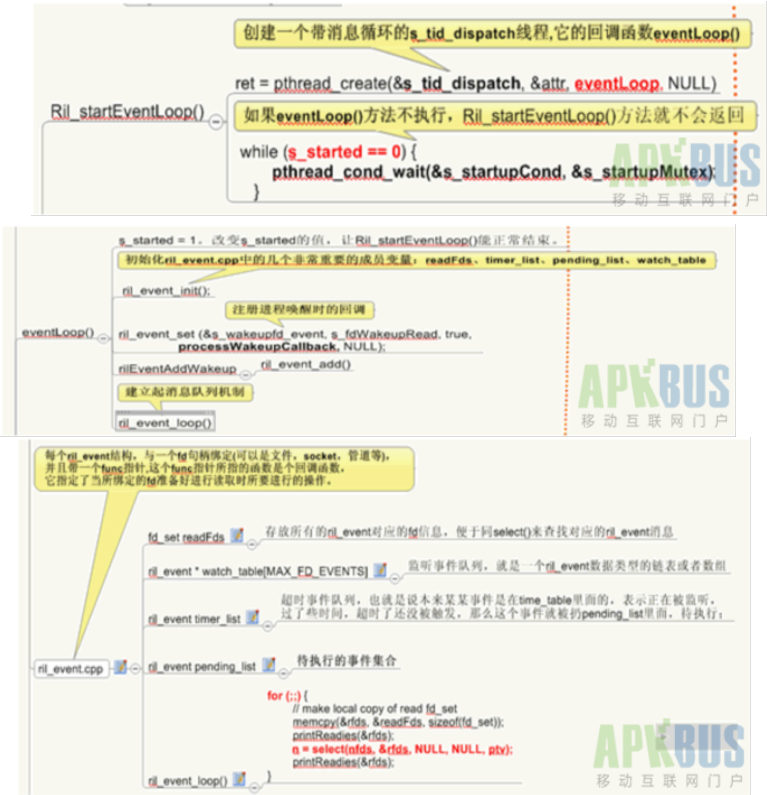 创建一个带消息循环的s_tid_dispatch线程,它的回调函数eventLoop()
ret = pthread_create(&s_tid_dispatch, &attr, eventLoop, NULL)
Ril_startEventLoop()
如果eventLoop()方法不执行，Ril_startEventLoop()方法就不会返回
while (s_started == 0) {
pthread_cond_wait(&s_startupCond, &s_startupMutex);
}
APKBUS
移动互联网门户
s_started = 1。改变s_started的值，让Ril_startEventLoop()能正常结束。
初始化ril_event.cpp中的几个非常重要的成员变量：readFds、timer_list、pending_list、watch_table
ril_event_init();
注册进程唤醒时的回调
eventLoop()
ril_event_set (&s_wakeupfd_event, s_fdWakeupRead, true,
processWakeupCallback, NULL);
rilEventAddWakeup
ril_event_add()
建立起消息队列机制
ril_event_loop()
APKBUS
移动互联网门户
每个ril_event结构，与一个fd句柄绑定(可以是文件，socket，管道等),
并且带一个func指针,这个func指针所指的函数是个回调函数,
它指定了当所绑定的fd准备好进行读取时所要进行的操作。
fd_set readFds
存放所有的ril_event对应的fd信息，便于同select()来查找对应的ril_event消息
ril_event * watch_table[MAX_FD_EVENTS]
监听事件队列，就是一个ril_event数据类型的链表或者数组
ril_event timer_list
超时事件队列，也就是说本来某某事件是在time_table里面的，表示正在被监听，
过了些时间，超时了还没被触发，那么这个事件就被扔pending_list里面，待执行；
ril_event.cpp
ril_event pending_list
待执行的事件集合
for (;;) {
// make local copy of read fd_set
memcpy(&rfds, &readFds, sizeof(fd_set));
printReadies(&rfds);
n = select(nfds, &rfds, NULL, NULL, ptv);
printReadies(&rfds);
}
ril_event_loop()
APKBUS
移动互联网门户